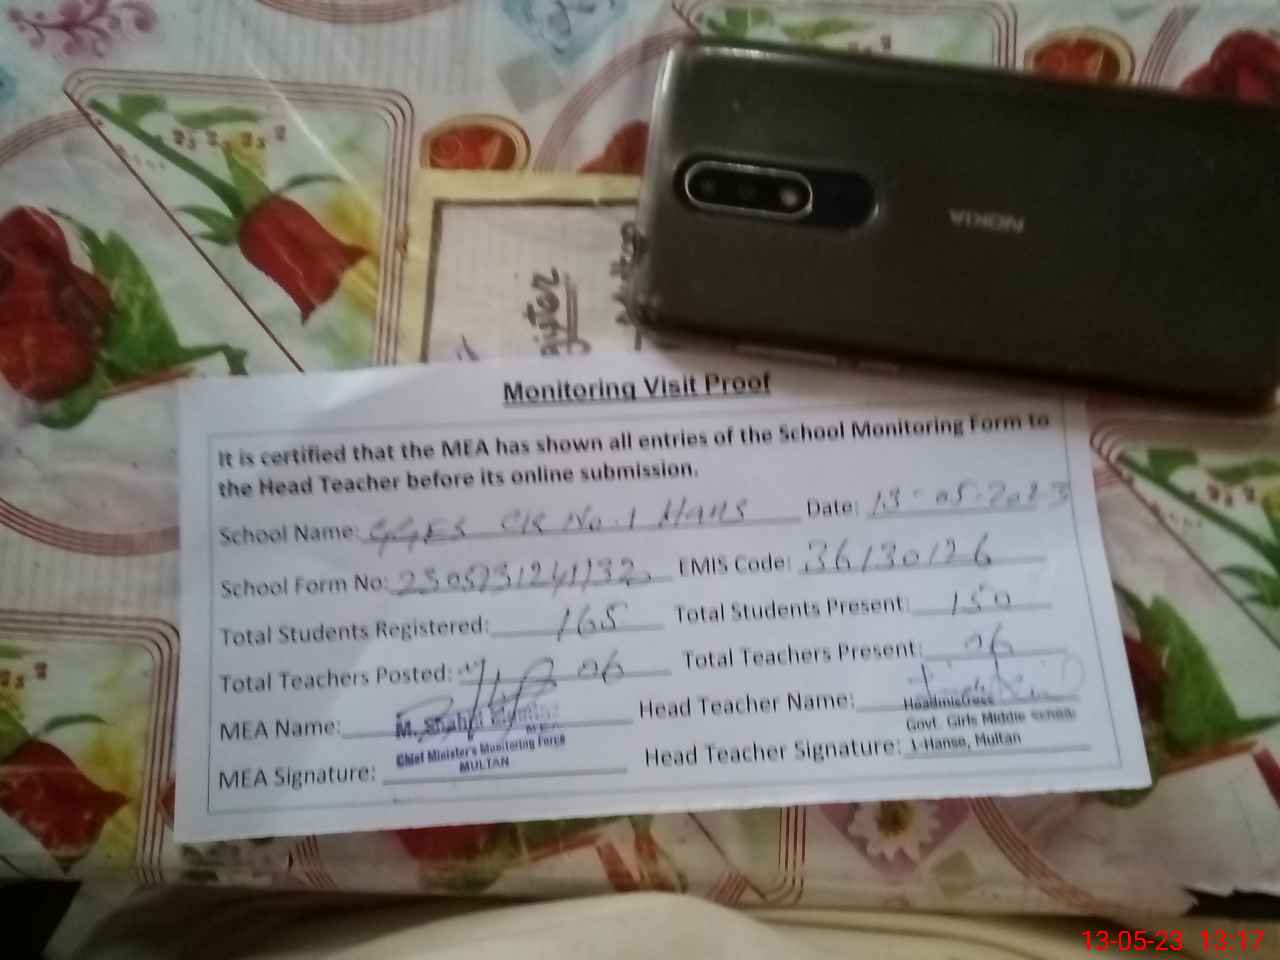 NOKIA
Monitoring Visit Proof
It is certified that the MEA has shown all entries of the School Monitoring Form to
the Head Teacher before its online submission.
School Name: No. 1 Date: 13-05-2023
School Form No: EMIS Code: 36130126
Total Students Registered: 165 Total Students Present: 150
Total Teachers Posted: 06 Total Teachers Present: 06
MEA Name: M. Head Teacher Name:
Headmistress
Chief Minister's Monitoring Force
MULTAN
Govt. Girls Middle
MEA Signature: Head Teacher Signature: 1-Hanse, Multan
13-05-23 13:17